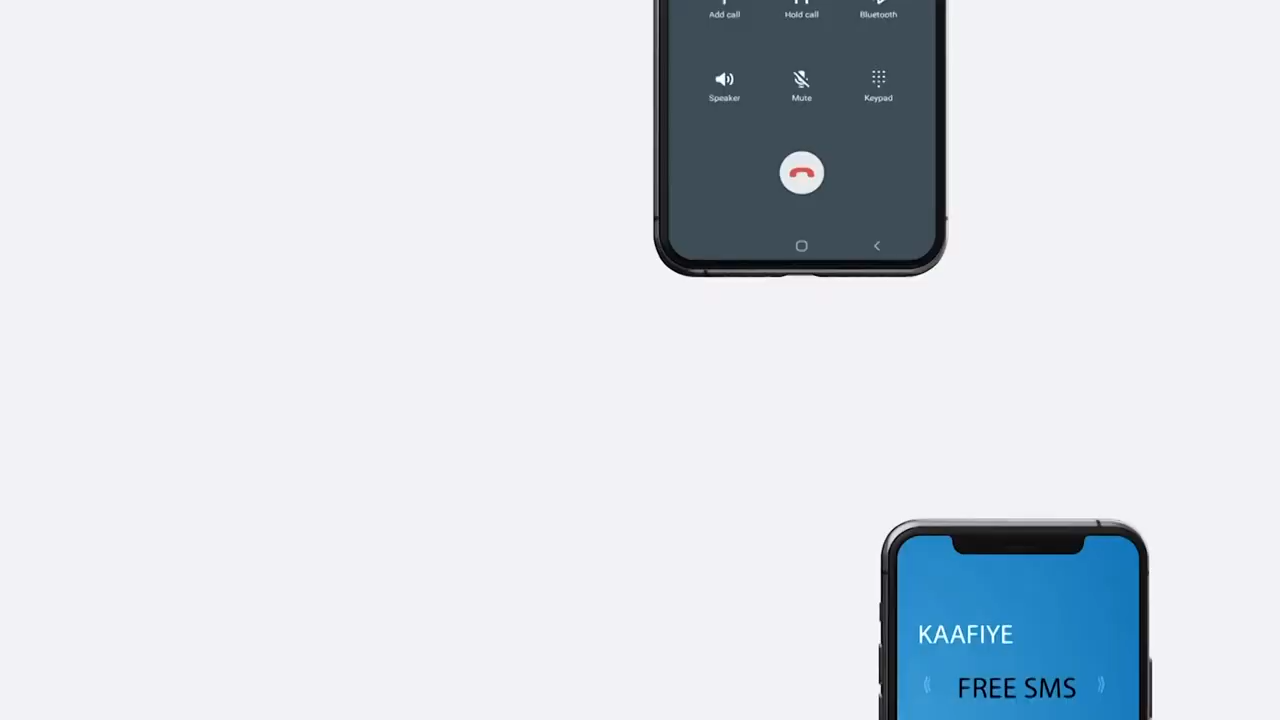 Add call Hold call Bluetooth
Speaker Mute Keypad
KAAFIYE
FREE SMS